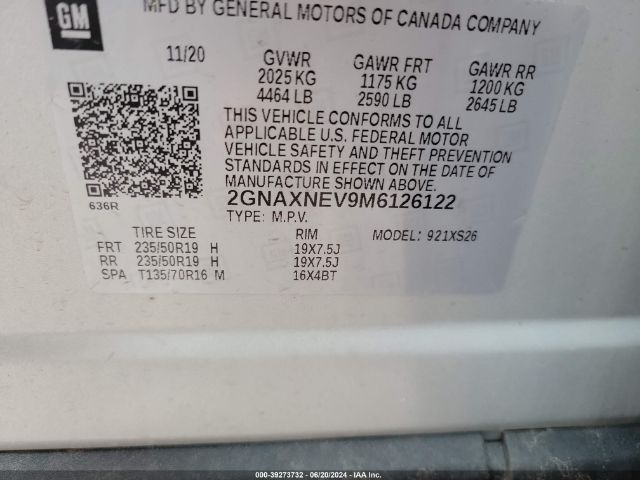 GM
MFD BY GENERAL MOTORS OF CANADA COMPANY
11/20 GVWR GAWR FRT GAWR RR
2025 KG 1175 KG 1200 KG
4464 LB 2590 LB 2645 LB
THIS VEHICLE CONFORMS TO ALL
APPLICABLE U.S. FEDERAL MOTOR
VEHICLE SAFETY AND THEFT PREVENTION
STANDARDS IN EFFECT ON THE DATE OF
MANUFACTURE SHOWN ABOVE.
636R
2GNAXNEV9M6126122
TYPE: M.P.V. MODEL: 921XS26
TIRE SIZE RIM
FRT 235/50R19 H 19X7.5J
RR 235/50R19 H 19X7.5J
SPA T135/70R16 M 16X4BT
000-39273732 - 06/20/2024 - IAA Inc.